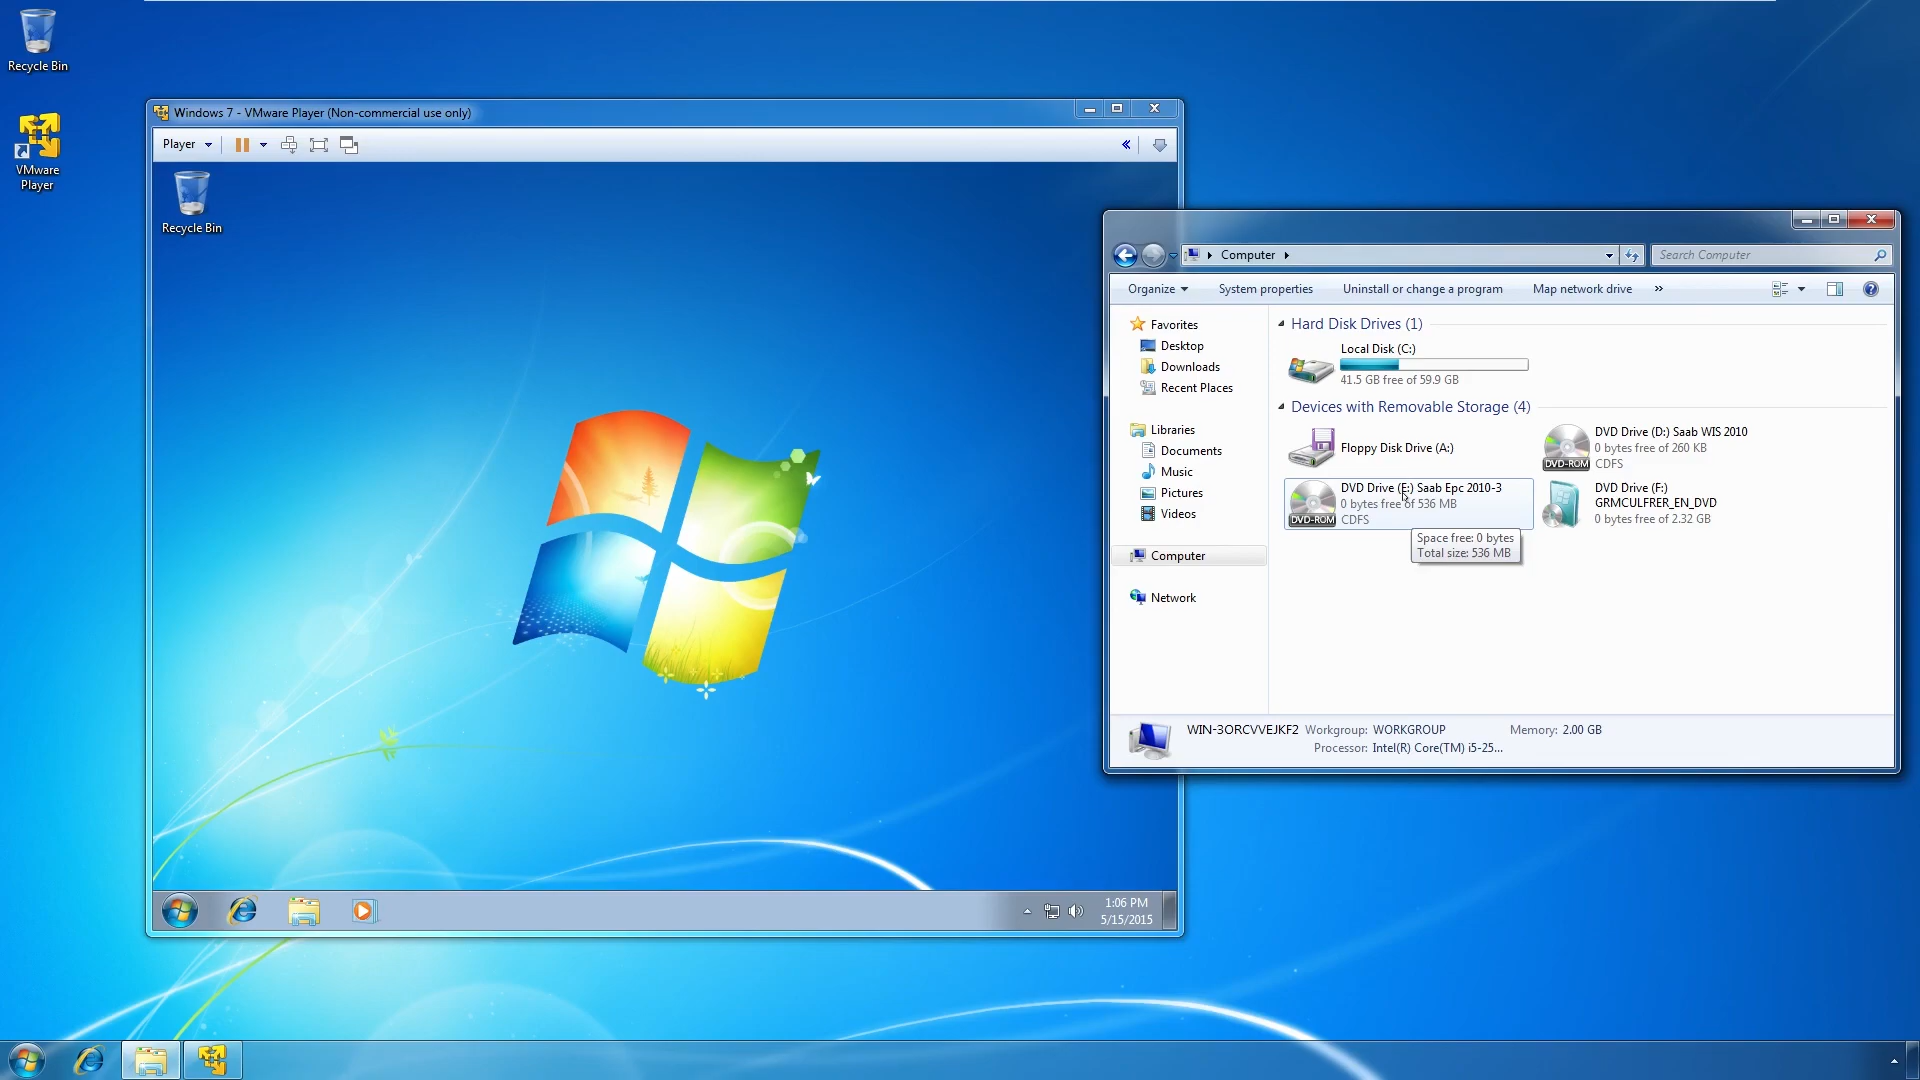 Recycle Bin
VMware
Player
Windows 7 - VMware Player (Non-commercial use only)
Player
Recycle Bin
1:06 PM
5/15/2015
Computer
Search Computer
Organize
System properties
Uninstall or change a program
Map network drive
Favorites
Desktop
Downloads
Recent Places
Libraries
Documents
Music
Pictures
Videos
Computer
Network
Hard Disk Drives (1)
Local Disk (C:)
41.5 GB free of 59.9 GB
Devices with Removable Storage (4)
Floppy Disk Drive (A:)
DVD-ROM
DVD Drive (D:) Saab WIS 2010
0 bytes free of 260 KB
CDFS
DVD-ROM
DVD Drive (E:) Saab Epc 2010-3
0 bytes free of 536 MB
CDFS
DVD Drive (F:)
GRMCULFRER_EN_DVD
0 bytes free of 2.32 GB
Space free: 0 bytes
Total size: 536 MB
WIN-3ORCVVEJKF2 Workgroup: WORKGROUP Memory: 2.00 GB
Processor: Intel(R) Core(TM) i5-25...